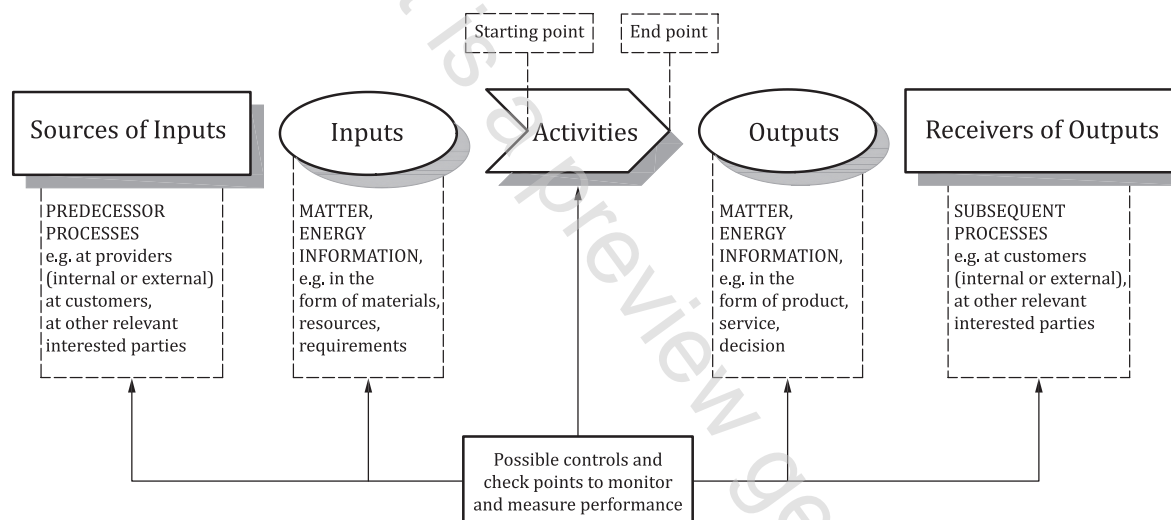 Starting point
End point
Sources of Inputs
Inputs
Activities
Outputs
Receivers of Outputs
PREDECESSOR
PROCESSES
e.g. at providers
(internal or external)
at customers,
at other relevant
interested parties
MATTER,
ENERGY
INFORMATION,
e.g. in the
form of materials,
resources,
requirements
MATTER,
ENERGY
INFORMATION,
e.g. in the
form of product,
service,
decision
SUBSEQUENT
PROCESSES
e.g. at customers
(internal or external),
at other relevant
interested parties
Possible controls and
check points to monitor
and measure performance
is a preview